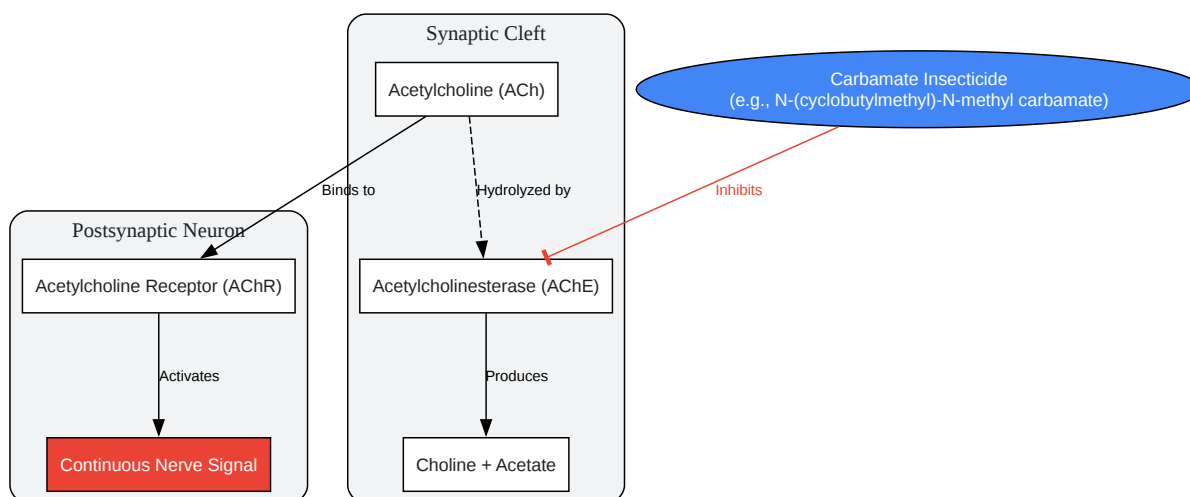 Synaptic Cleft
Acetylcholine (ACh)
Carbamate Insecticide
(e.g., N-(cyclobutylmethyl)-N-methyl carbamate)
Binds to
Hydrolyzed by
Inhibits
Postsynaptic Neuron
Acetylcholine Receptor (AChR)
Acetylcholinesterase (AChE)
Activates
Produces
Continuous Nerve Signal
Choline + Acetate